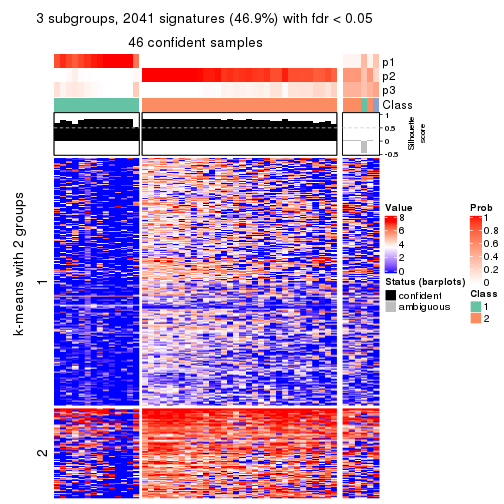 3 subgroups, 2041 signatures (46.9%) with fdr < 0.05
46 confident samples
p1
p2
p3
Class
1
0.5
0
-0.5
Silhouette
score
k-means with 2 groups
1
2
Value
8
6
4
2
0
Status (barplots)
confident
ambiguous
Prob
1
0.8
0.6
0.4
0.2
0
Class
1
2